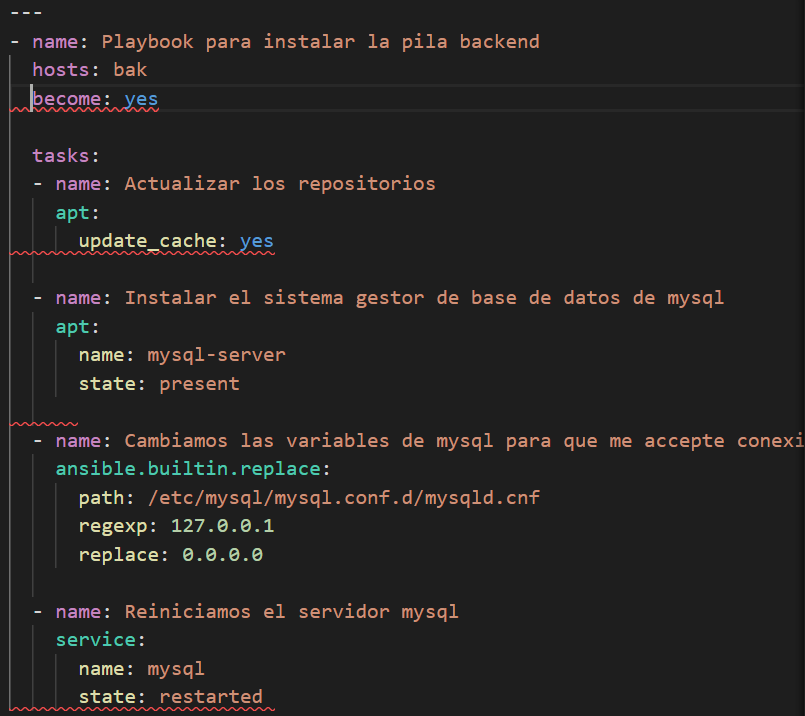 ---
- name: Playbook para instalar la pila backend
  hosts: bak
  become: yes

  tasks:
  - name: Actualizar los repositorios
    apt:
      update_cache: yes

  - name: Instalar el sistema gestor de base de datos de mysql
    apt:
      name: mysql-server
      state: present

  - name: Cambiamos las variables de mysql para que me accepte conexi
    ansible.builtin.replace:
      path: /etc/mysql/mysql.conf.d/mysqld.cnf
      regexp: 127.0.0.1
      replace: 0.0.0.0

  - name: Reiniciamos el servidor mysql
    service:
      name: mysql
      state: restarted